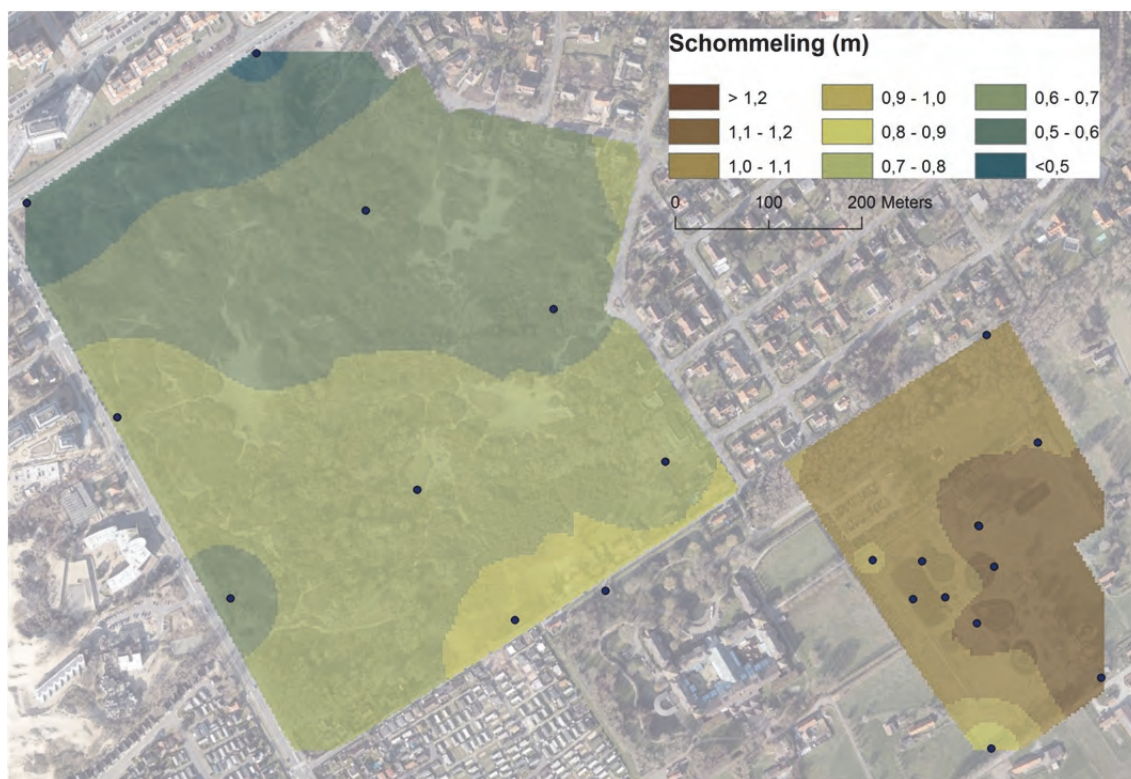 Schommeling (m)
> 1,2
0,9 - 1,0
0,6 - 0,7
1,1 - 1,2
0,8 - 0,9
0,5 - 0,6
1,0 - 1,1
0,7 - 0,8
<0,5
0 100 200 Meters